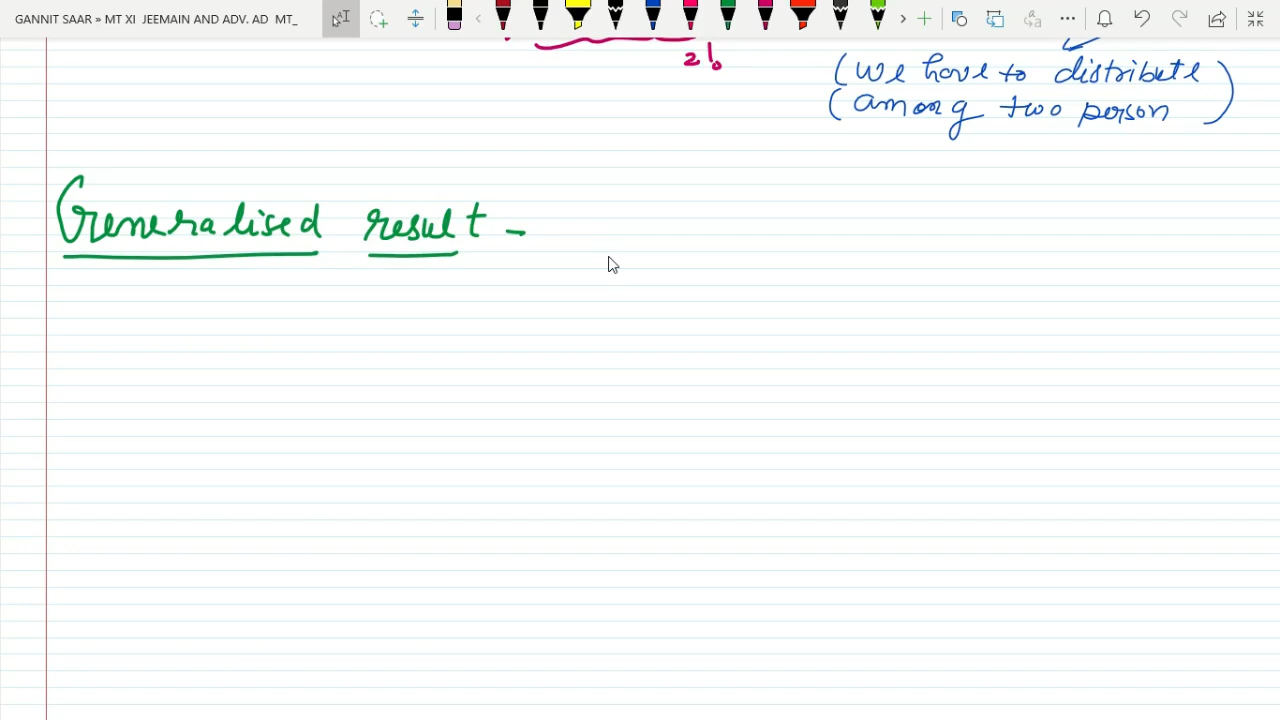 GANNIT SAAR » MT XI JEEMAIN AND ADV. AD MT_
2!
(We have to distribute
(among two person)
Generalised result -